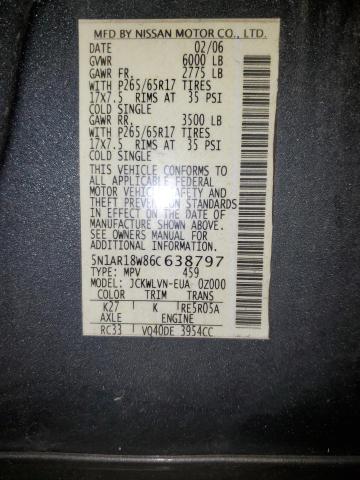 MFD BY NISSAN MOTOR CO., LTD.
DATE 02/06
GVWR 6000 LB
GAWR FR. 2775 LB
WITH P265/65R17 TIRES
17X7.5 RIMS AT 35 PSI
COLD SINGLE
GAWR RR. 3500 LB
WITH P265/65R17 TIRES
17X7.5 RIMS AT 35 PSI
COLD SINGLE
THIS VEHICLE CONFORMS TO
ALL APPLICABLE FEDERAL
MOTOR VEHICLE SAFETY AND
THEFT PREVENTION STANDARDS
IN EFFECT ON THE DATE OF
MANUFACTURE SHOWN ABOVE.
SEE OWNERS MANUAL FOR
ADDITIONAL INFORMATION.
5N1AR18W86C638797
TYPE: MPV 459
MODEL: JCKWLVN-EUA 0Z000
COLOR TRIM TRANS
K27 K RE5R05A
AXLE ENGINE
RC33 VQ40DE 3954CC